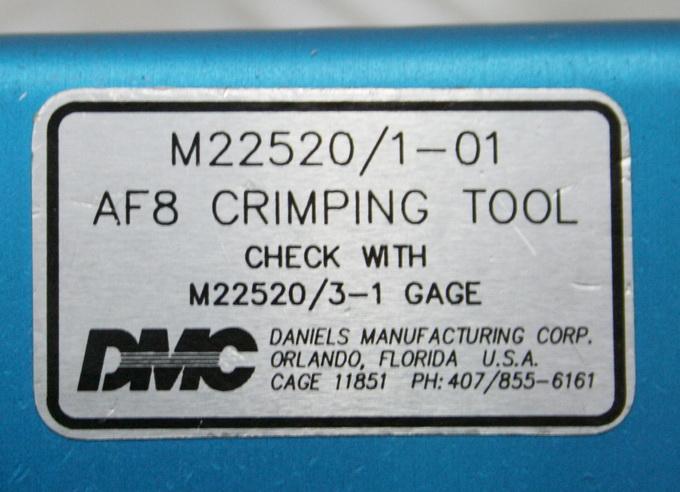 M22520/1-01
AF8 CRIMPING TOOL
CHECK WITH
M22520/3-1 GAGE
DMC
DANIELS MANUFACTURING CORP.
ORLANDO, FLORIDA U.S.A.
CAGE 11851 PH: 407/855-6161